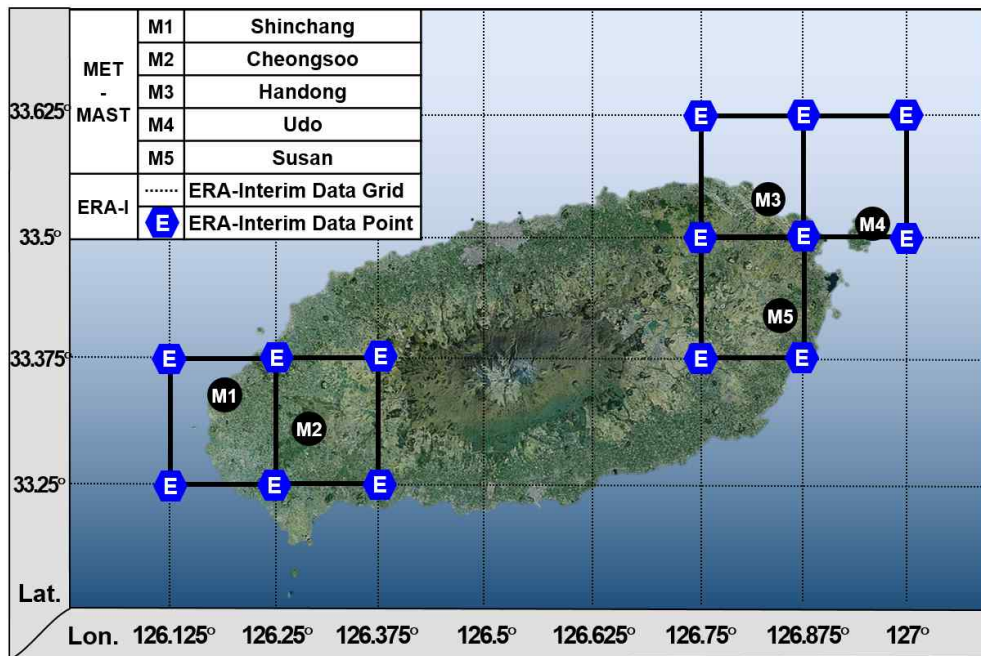 MET - MAST
M1 Shinchang
M2 Cheongsoo
M3 Handong
M4 Udo
M5 Susan
ERA-I
ERA-Interim Data Grid
E ERA-Interim Data Point
33.625°
E E E
M3
33.5°
E E M4 E
M5
33.375°
E E E E E
M1
M2
33.25°
E E E
Lat.
Lon. 126.125° 126.25° 126.375° 126.5° 126.625° 126.75° 126.875° 127°